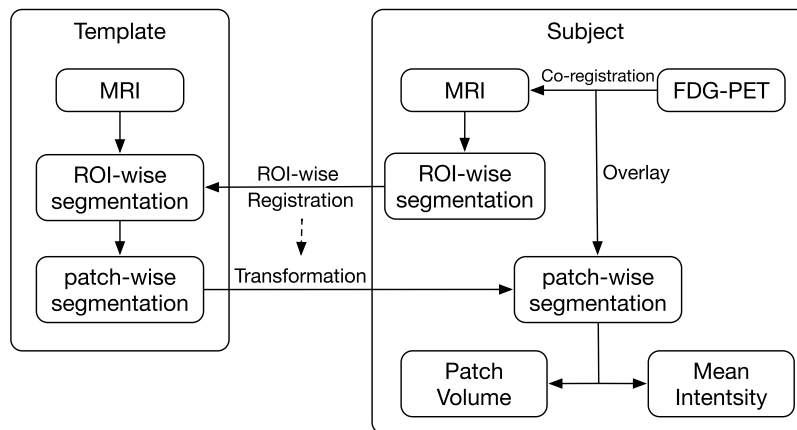 Template
Subject
MRI
MRI
Co-registration
FDG-PET
ROI-wise
segmentation
ROI-wise
Registration
ROI-wise
segmentation
Overlay
patch-wise
segmentation
Transformation
patch-wise
segmentation
Patch
Volume
Mean
Intentsity